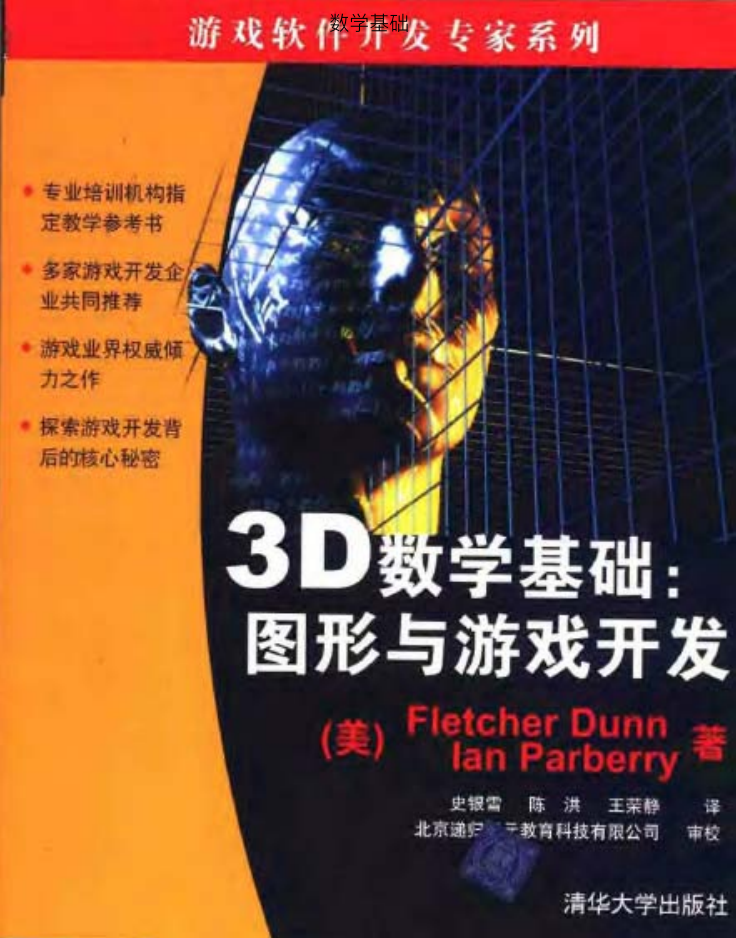 数学基础
游戏软件开发专家系列
专业培训机构指
定教学参考书
多家游戏开发企
业共同推荐
游戏业界权威倾
力之作
探索游戏开发背
后的核心秘密
3D数学基础:
图形与游戏开发
(美) Fletcher Dunn
Ian Parberry 著
史银雪 陈 洪 王荣静 译
北京递归 元教育科技有限公司 审校
清华大学出版社